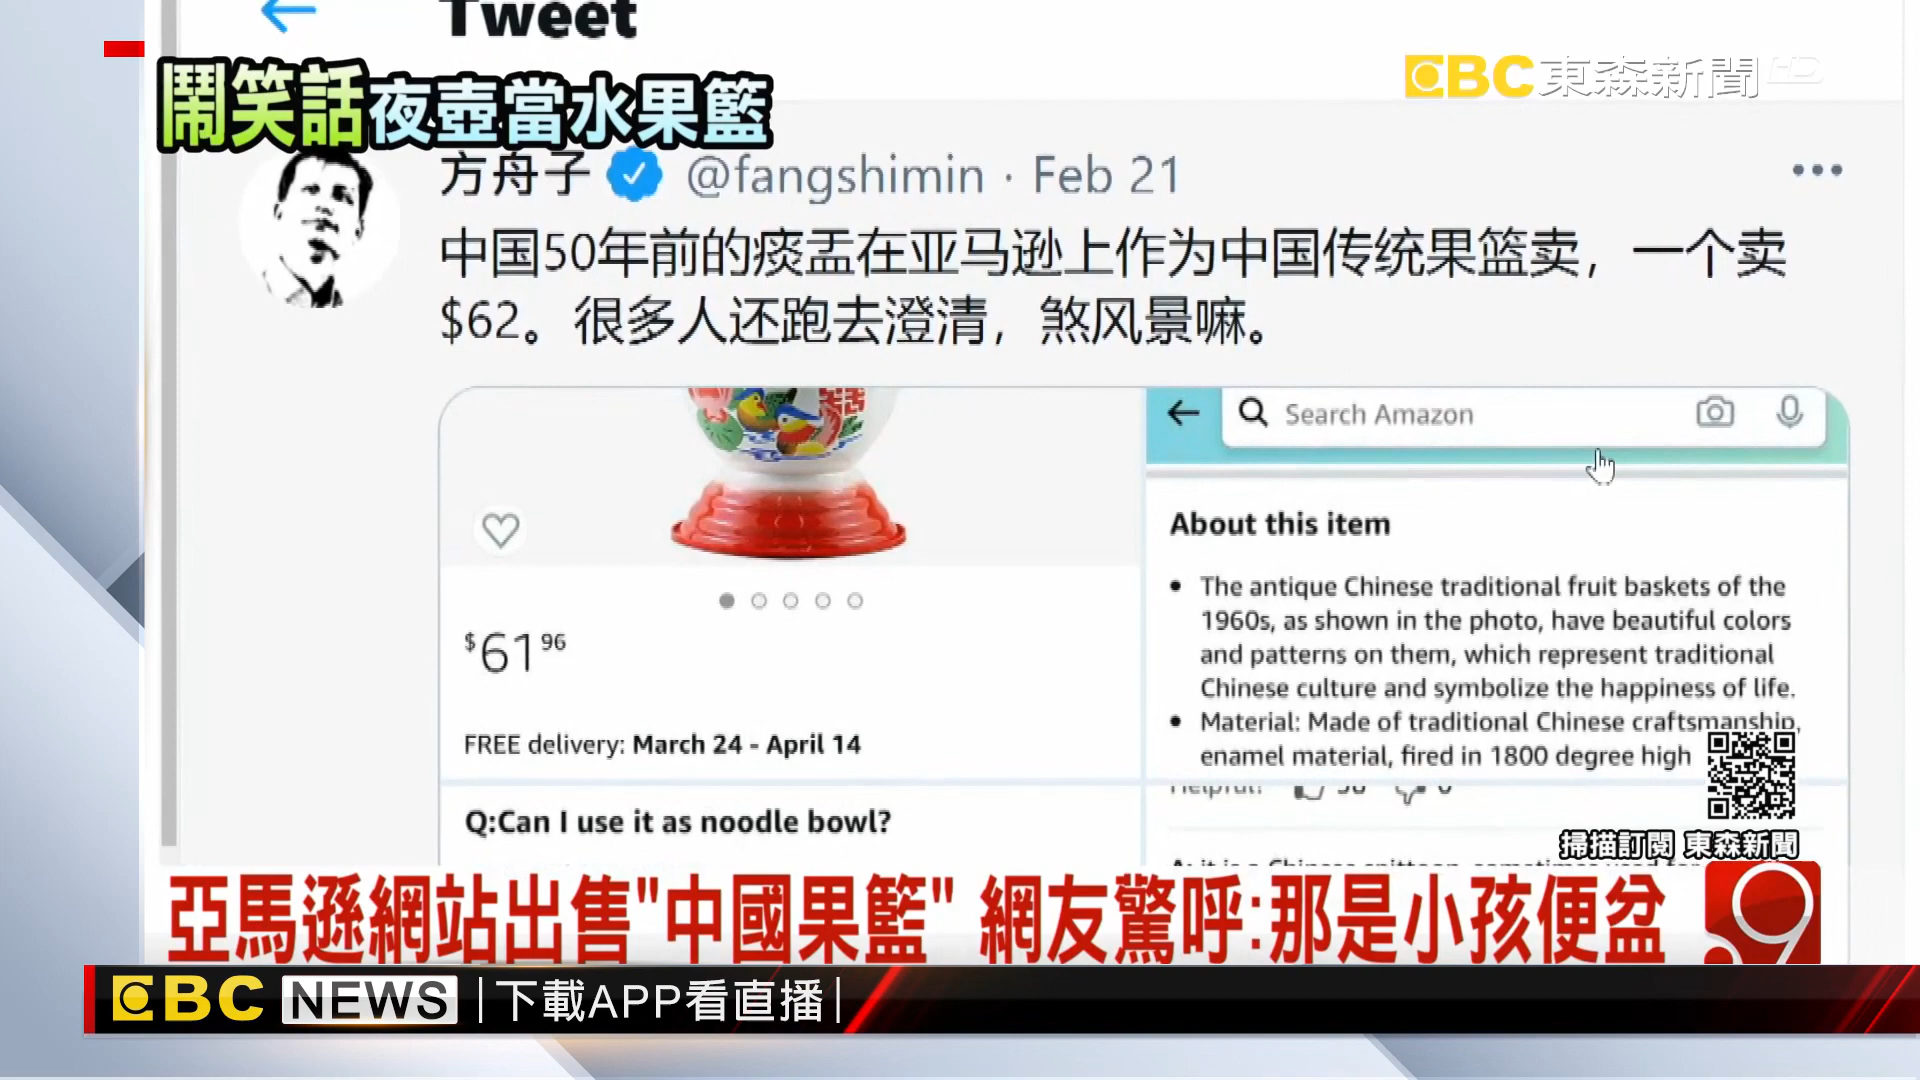 Tweet
EBC 東森新聞 HD
鬧笑話夜壺當水果籃
方舟子 @fangshimin · Feb 21
中国50年前的痰盂在亚马逊上作为中国传统果篮卖，一个卖
$62。很多人还跑去澄清，煞风景嘛。
Search Amazon
About this item
• The antique Chinese traditional fruit baskets of the
1960s, as shown in the photo, have beautiful colors
and patterns on them, which represent traditional
Chinese culture and symbolize the happiness of life.
• Material: Made of traditional Chinese craftsmanship,
enamel material, fired in 1800 degree high
$61 96
FREE delivery: March 24 - April 14
Q:Can I use it as noodle bowl?
掃描訂閱 東森新聞
亞馬遜網站出售"中國果籃" 網友驚呼:那是小孩便盆
EBC NEWS |下載APP看直播|